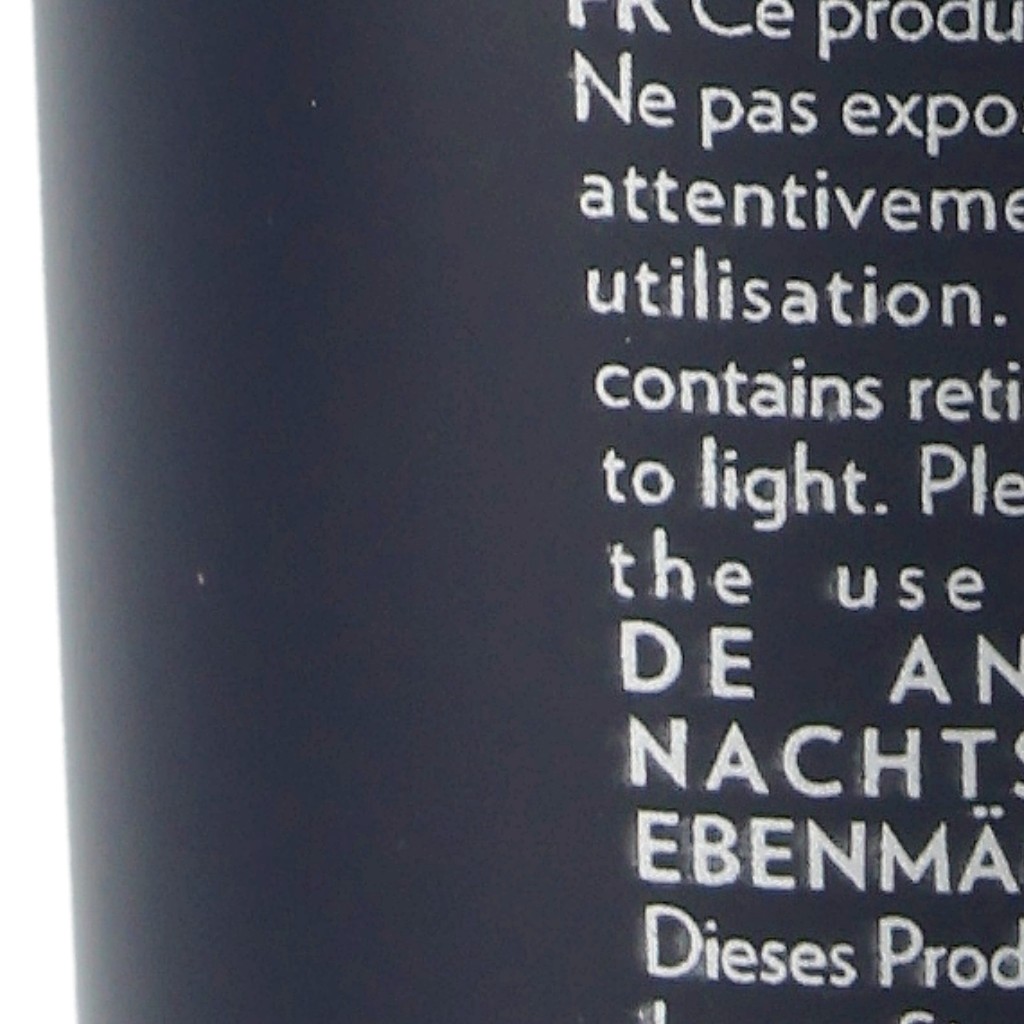 FR Ce produ
Ne pas expo
attentiveme
utilisation.
contains reti
to light. Ple
the use
DE AN
NACHTS
EBENMÄ
Dieses Prod